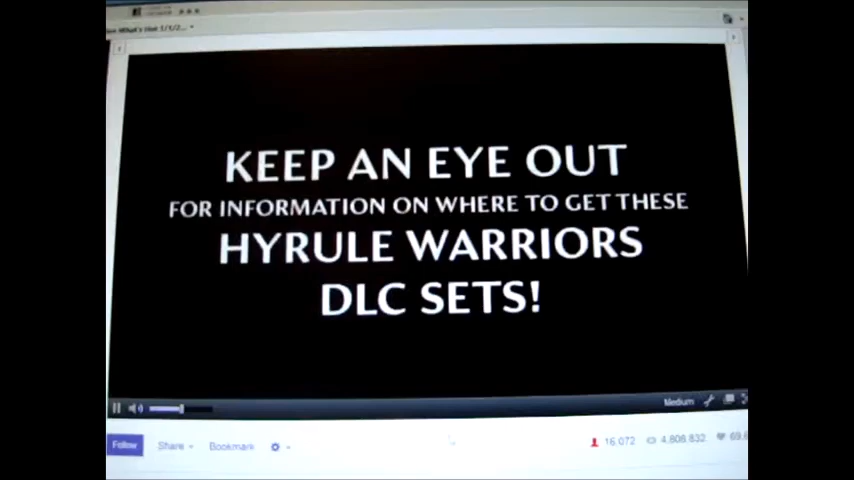 KEEP AN EYE OUT
FOR INFORMATION ON WHERE TO GET THESE
HYRULE WARRIORS
DLC SETS!
Medium
Follow Share Bookmark 16,072 4,806,832